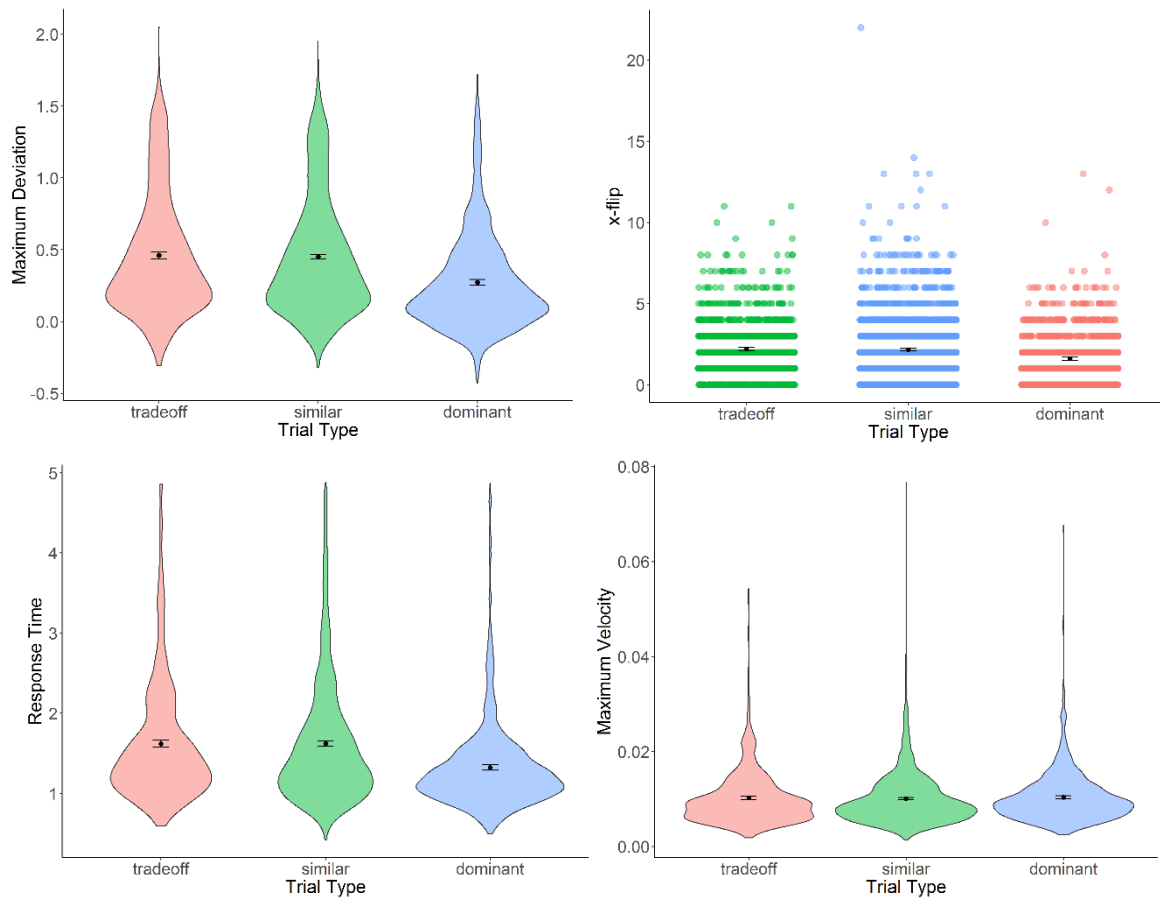 Maximum Deviation
2.0
1.5
1.0
0.5
0.0
-0.5
tradeoff similar dominant
Trial Type
x-flip
20
15
10
5
0
tradeoff similar dominant
Trial Type
Response Time
5
4
3
2
1
tradeoff similar dominant
Trial Type
Maximum Velocity
0.08
0.06
0.04
0.02
0.00
tradeoff similar dominant
Trial Type